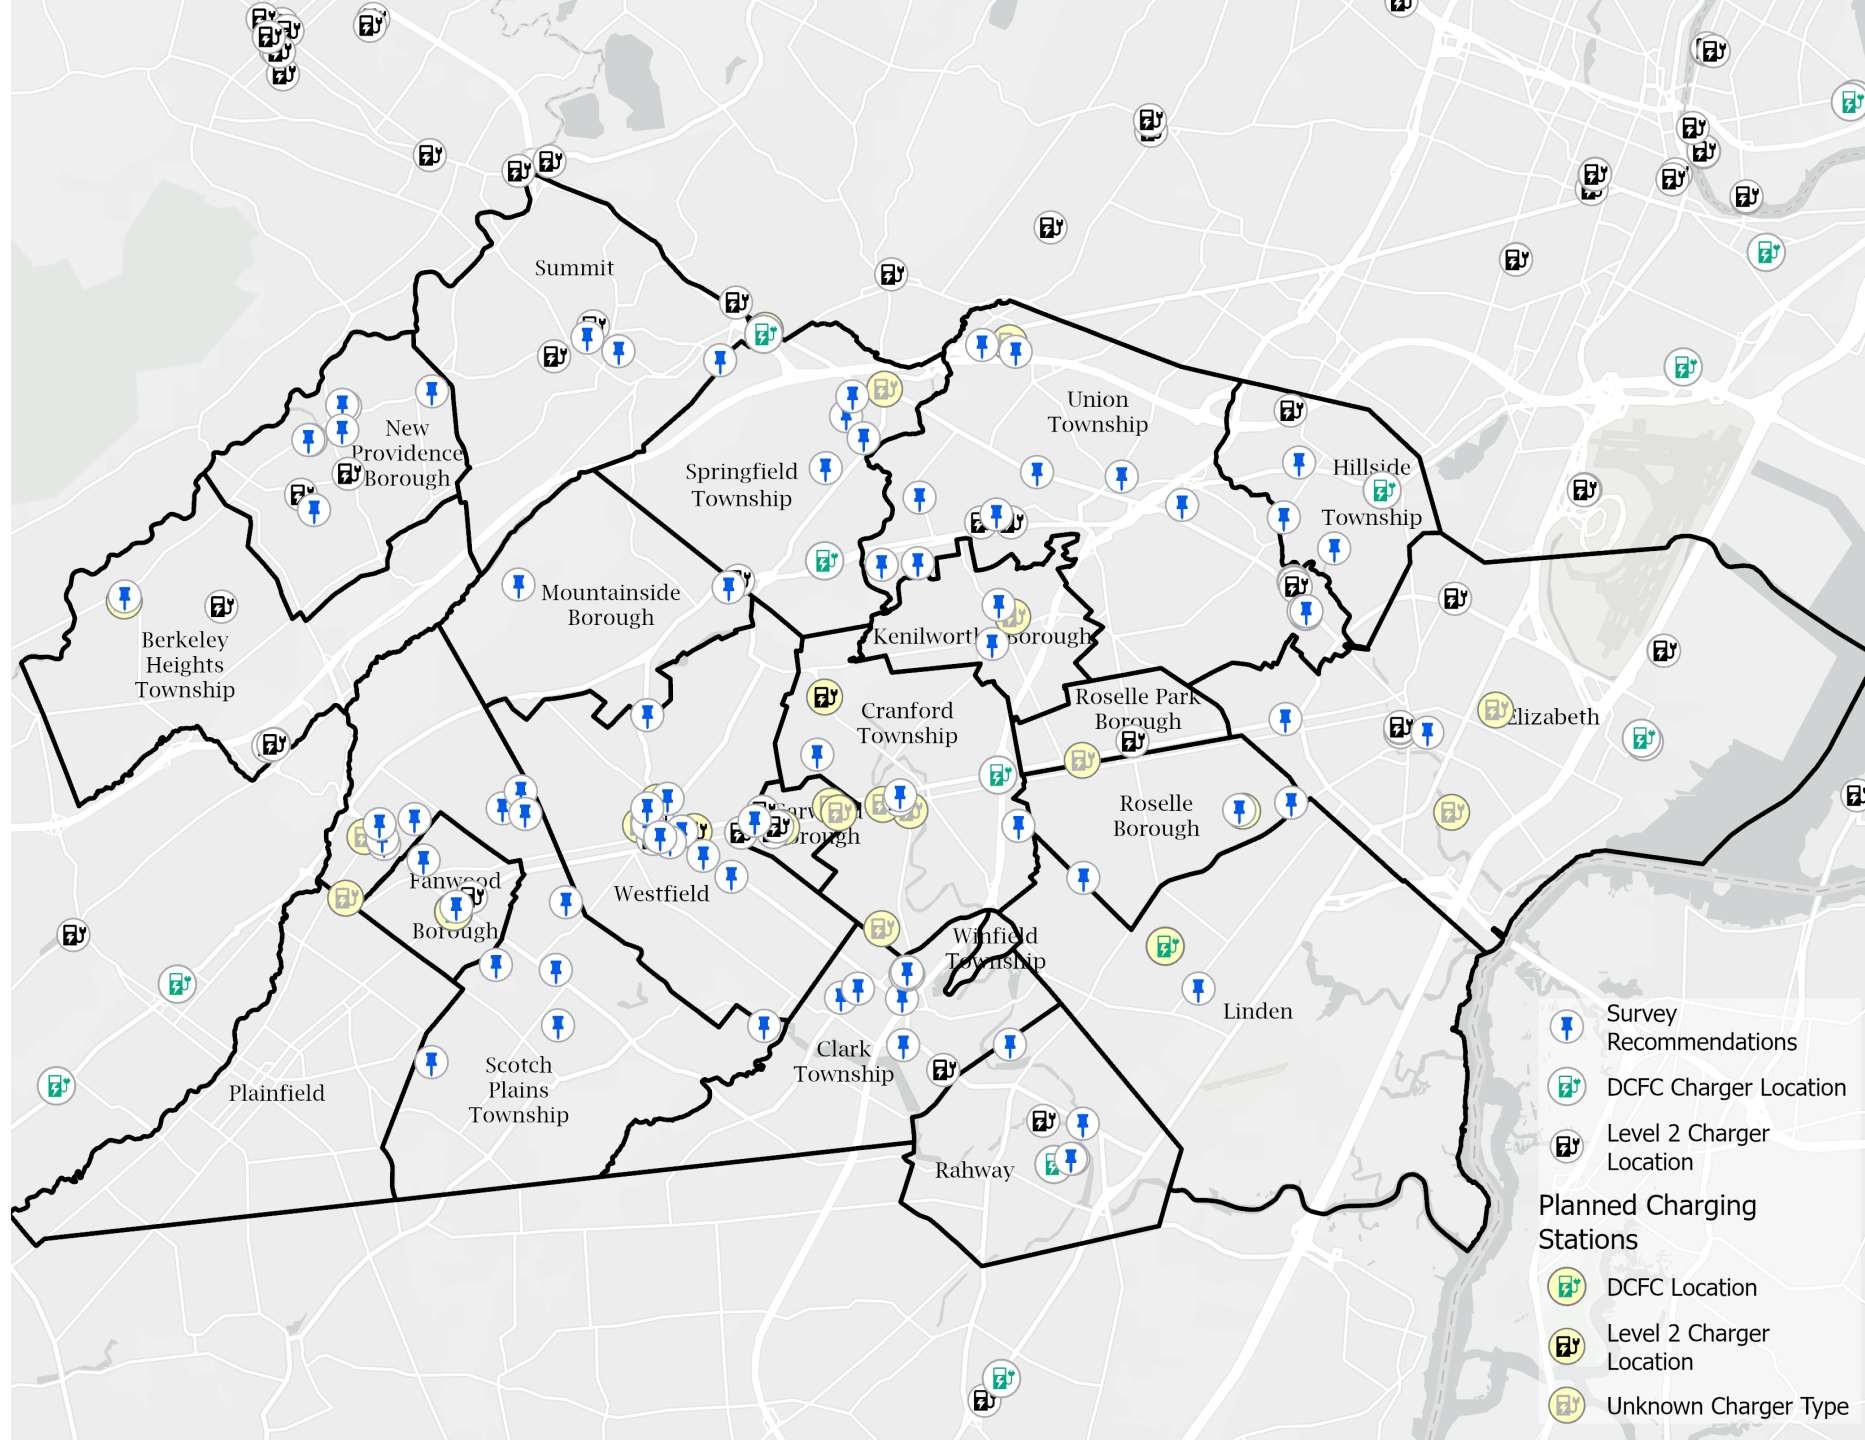 Summit
Union
Township
New
Providence
Borough
Springfield
Township
Hillside
Township
Mountainside
Borough
Berkeley
Heights
Township
Kenilworth Borough
Roselle Park
Borough
Cranford
Township
Elizabeth
Roselle
Borough
Garwood
Borough
Westfield
Fanwood
Borough
Winfield
Township
Linden
Clark
Township
Scotch
Plains
Township
Plainfield
Rahway
Survey
Recommendations
DCFC Charger Location
Level 2 Charger
Location
Planned Charging
Stations
DCFC Location
Level 2 Charger
Location
Unknown Charger Type